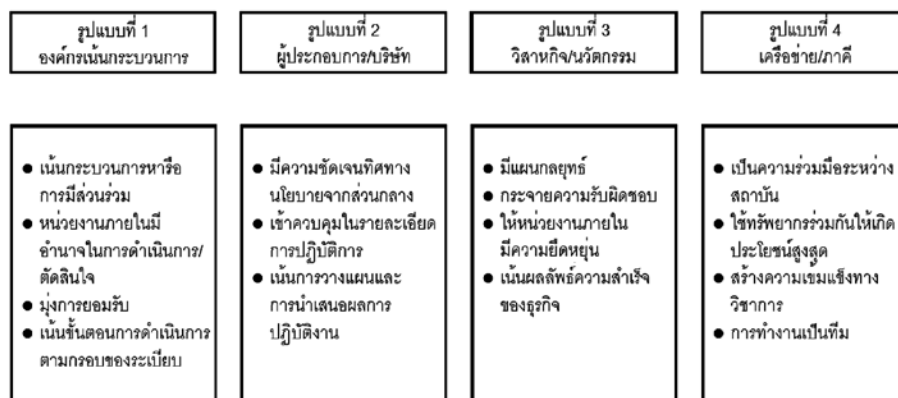 รูปแบบที่ 1
องค์กรเน้นกระบวนการ
รูปแบบที่ 2
ผู้ประกอบการ/บริษัท
รูปแบบที่ 3
วิสาหกิจ/นวัตกรรม
รูปแบบที่ 4
เครือข่าย/ภาคี
● เน้นกระบวนการหารือ
การมีส่วนร่วม
● หน่วยงานภายในมี
อำนาจในการดำเนินการ/
ตัดสินใจ
● มุ่งการยอมรับ
● เน้นขั้นตอนการดำเนินการ
ตามกรอบของระเบียบ
● มีความชัดเจนทิศทาง
นโยบายจากส่วนกลาง
● เข้าควบคุมในรายละเอียด
การปฏิบัติการ
● เน้นการวางแผนและ
การนำเสนอผลการ
ปฏิบัติงาน
● มีแผนกลยุทธ์
● กระจายความรับผิดชอบ
● ให้หน่วยงานภายใน
มีความยืดหยุ่น
● เน้นผลลัพธ์ความสำเร็จ
ของธุรกิจ
● เป็นความร่วมมือระหว่าง
สถาบัน
● ใช้ทรัพยากรร่วมกันให้เกิด
ประโยชน์สูงสุด
● สร้างความเข้มแข็งทาง
วิชาการ
● การทำงานเป็นทีม